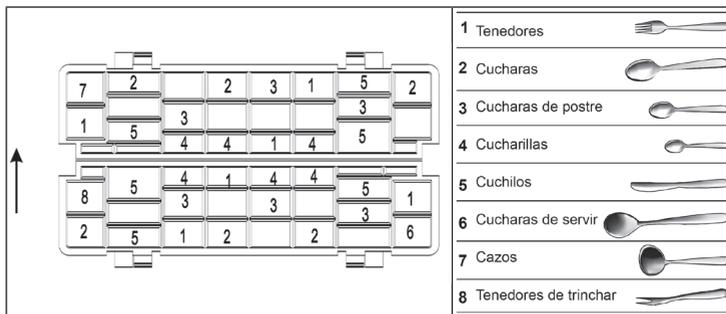 7 2 2 3 1 5 2
3
1 3
5 5
4 4 1 4
4 1 4 4
8 5 5 1
3 3
3
2 5 1 2 2 6
1 Tenedores
2 Cucharas
3 Cucharas de postre
4 Cucharillas
5 Cuchilos
6 Cucharas de servir
7 Cazos
8 Tenedores de trinchar